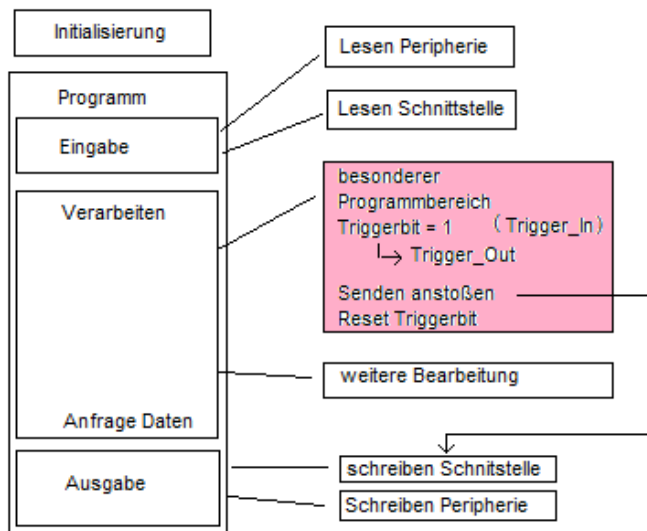 Initialisierung
Programm
Eingabe
Verarbeiten
Anfrage Daten
Ausgabe
Lesen Peripherie
Lesen Schnittstelle
besonderer
Programmbereich
Triggerbit = 1 (Trigger_In)
Trigger_Out
Senden anstoßen
Reset Triggerbit
weitere Bearbeitung
schreiben Schnitstelle
Schreiben Peripherie